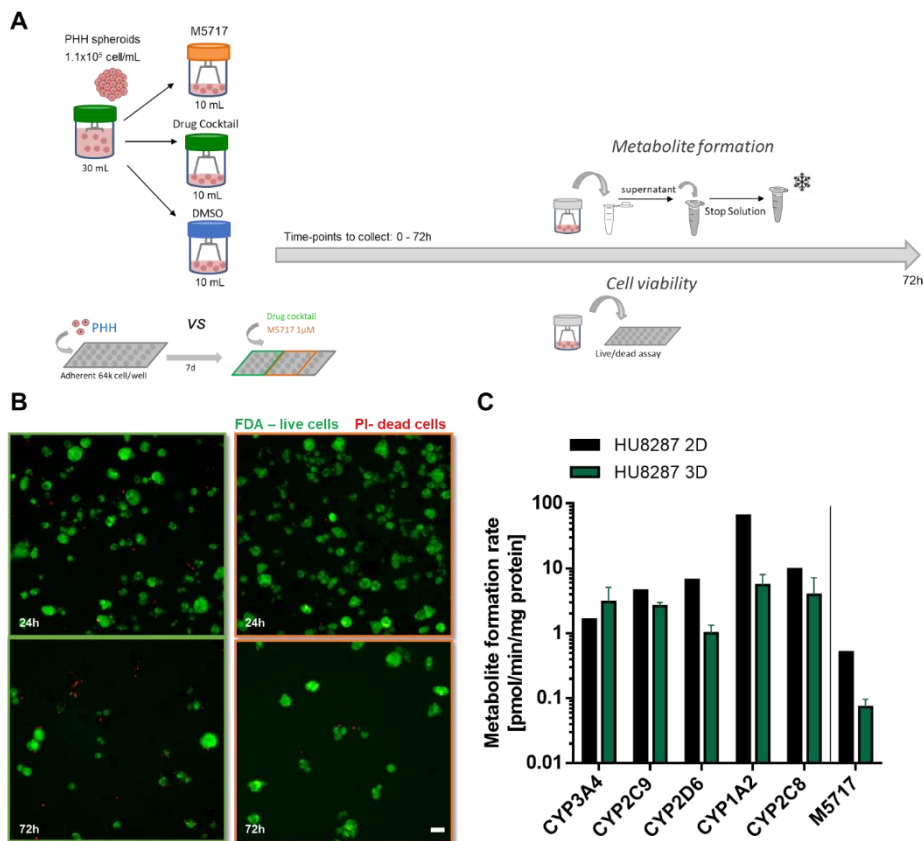 A
PHH spheroids
1.1x10⁵ cell/mL
30 mL
M5717
10 mL
Drug Cocktail
10 mL
DMSO
10 mL
Metabolite formation
supernatant
Stop Solution
Time-points to collect: 0 - 72h
72h
Cell viability
Live/dead assay
PHH
VS
Adherent 64k cell/well
7d
Drug cocktail
M5717 1µM
B
FDA – live cells PI- dead cells
24h
24h
72h
72h
C
HU8287 2D
HU8287 3D
Metabolite formation rate
[pmol/min/mg protein]
100
10
1
0.1
0.01
CYP3A4
CYP2C9
CYP2D6
CYP1A2
CYP2C8
M5717